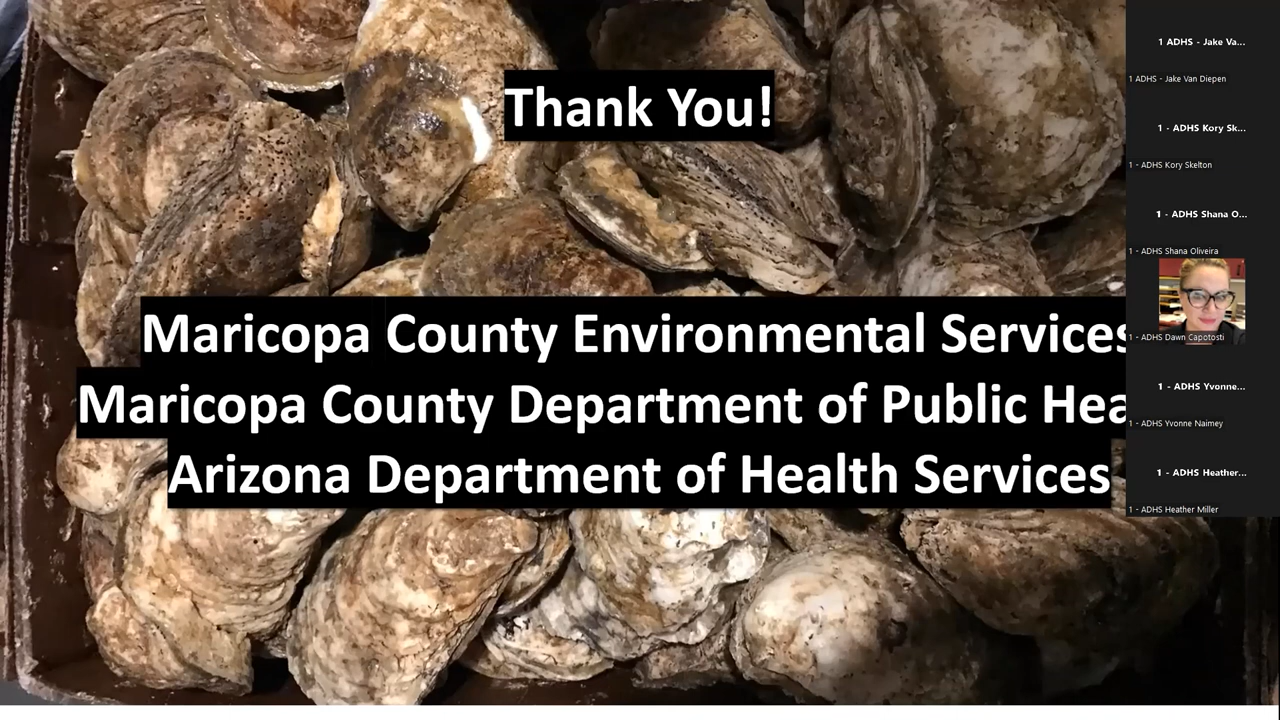 Thank You!
Maricopa County Environmental Services
Maricopa County Department of Public Hea
Arizona Department of Health Services
1 ADHS - Jake Va...
1 ADHS - Jake Van Diepen
1 - ADHS Kory Sk...
1 - ADHS Kory Skelton
1 - ADHS Shana O...
1 - ADHS Shana Oliveira
1 - ADHS Dawn Capotosti
1 - ADHS Yvonne...
1 - ADHS Yvonne Naimey
1 - ADHS Heather...
1 - ADHS Heather Miller